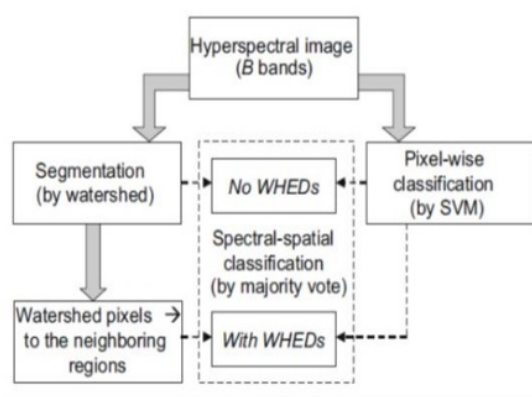 Hyperspectral image
(B bands)
Segmentation
(by watershed)
No WHEDs
Pixel-wise
classification
(by SVM)
Spectral-spatial
classification
(by majority vote)
Watershed pixels →
to the neighboring
regions
With WHEDs